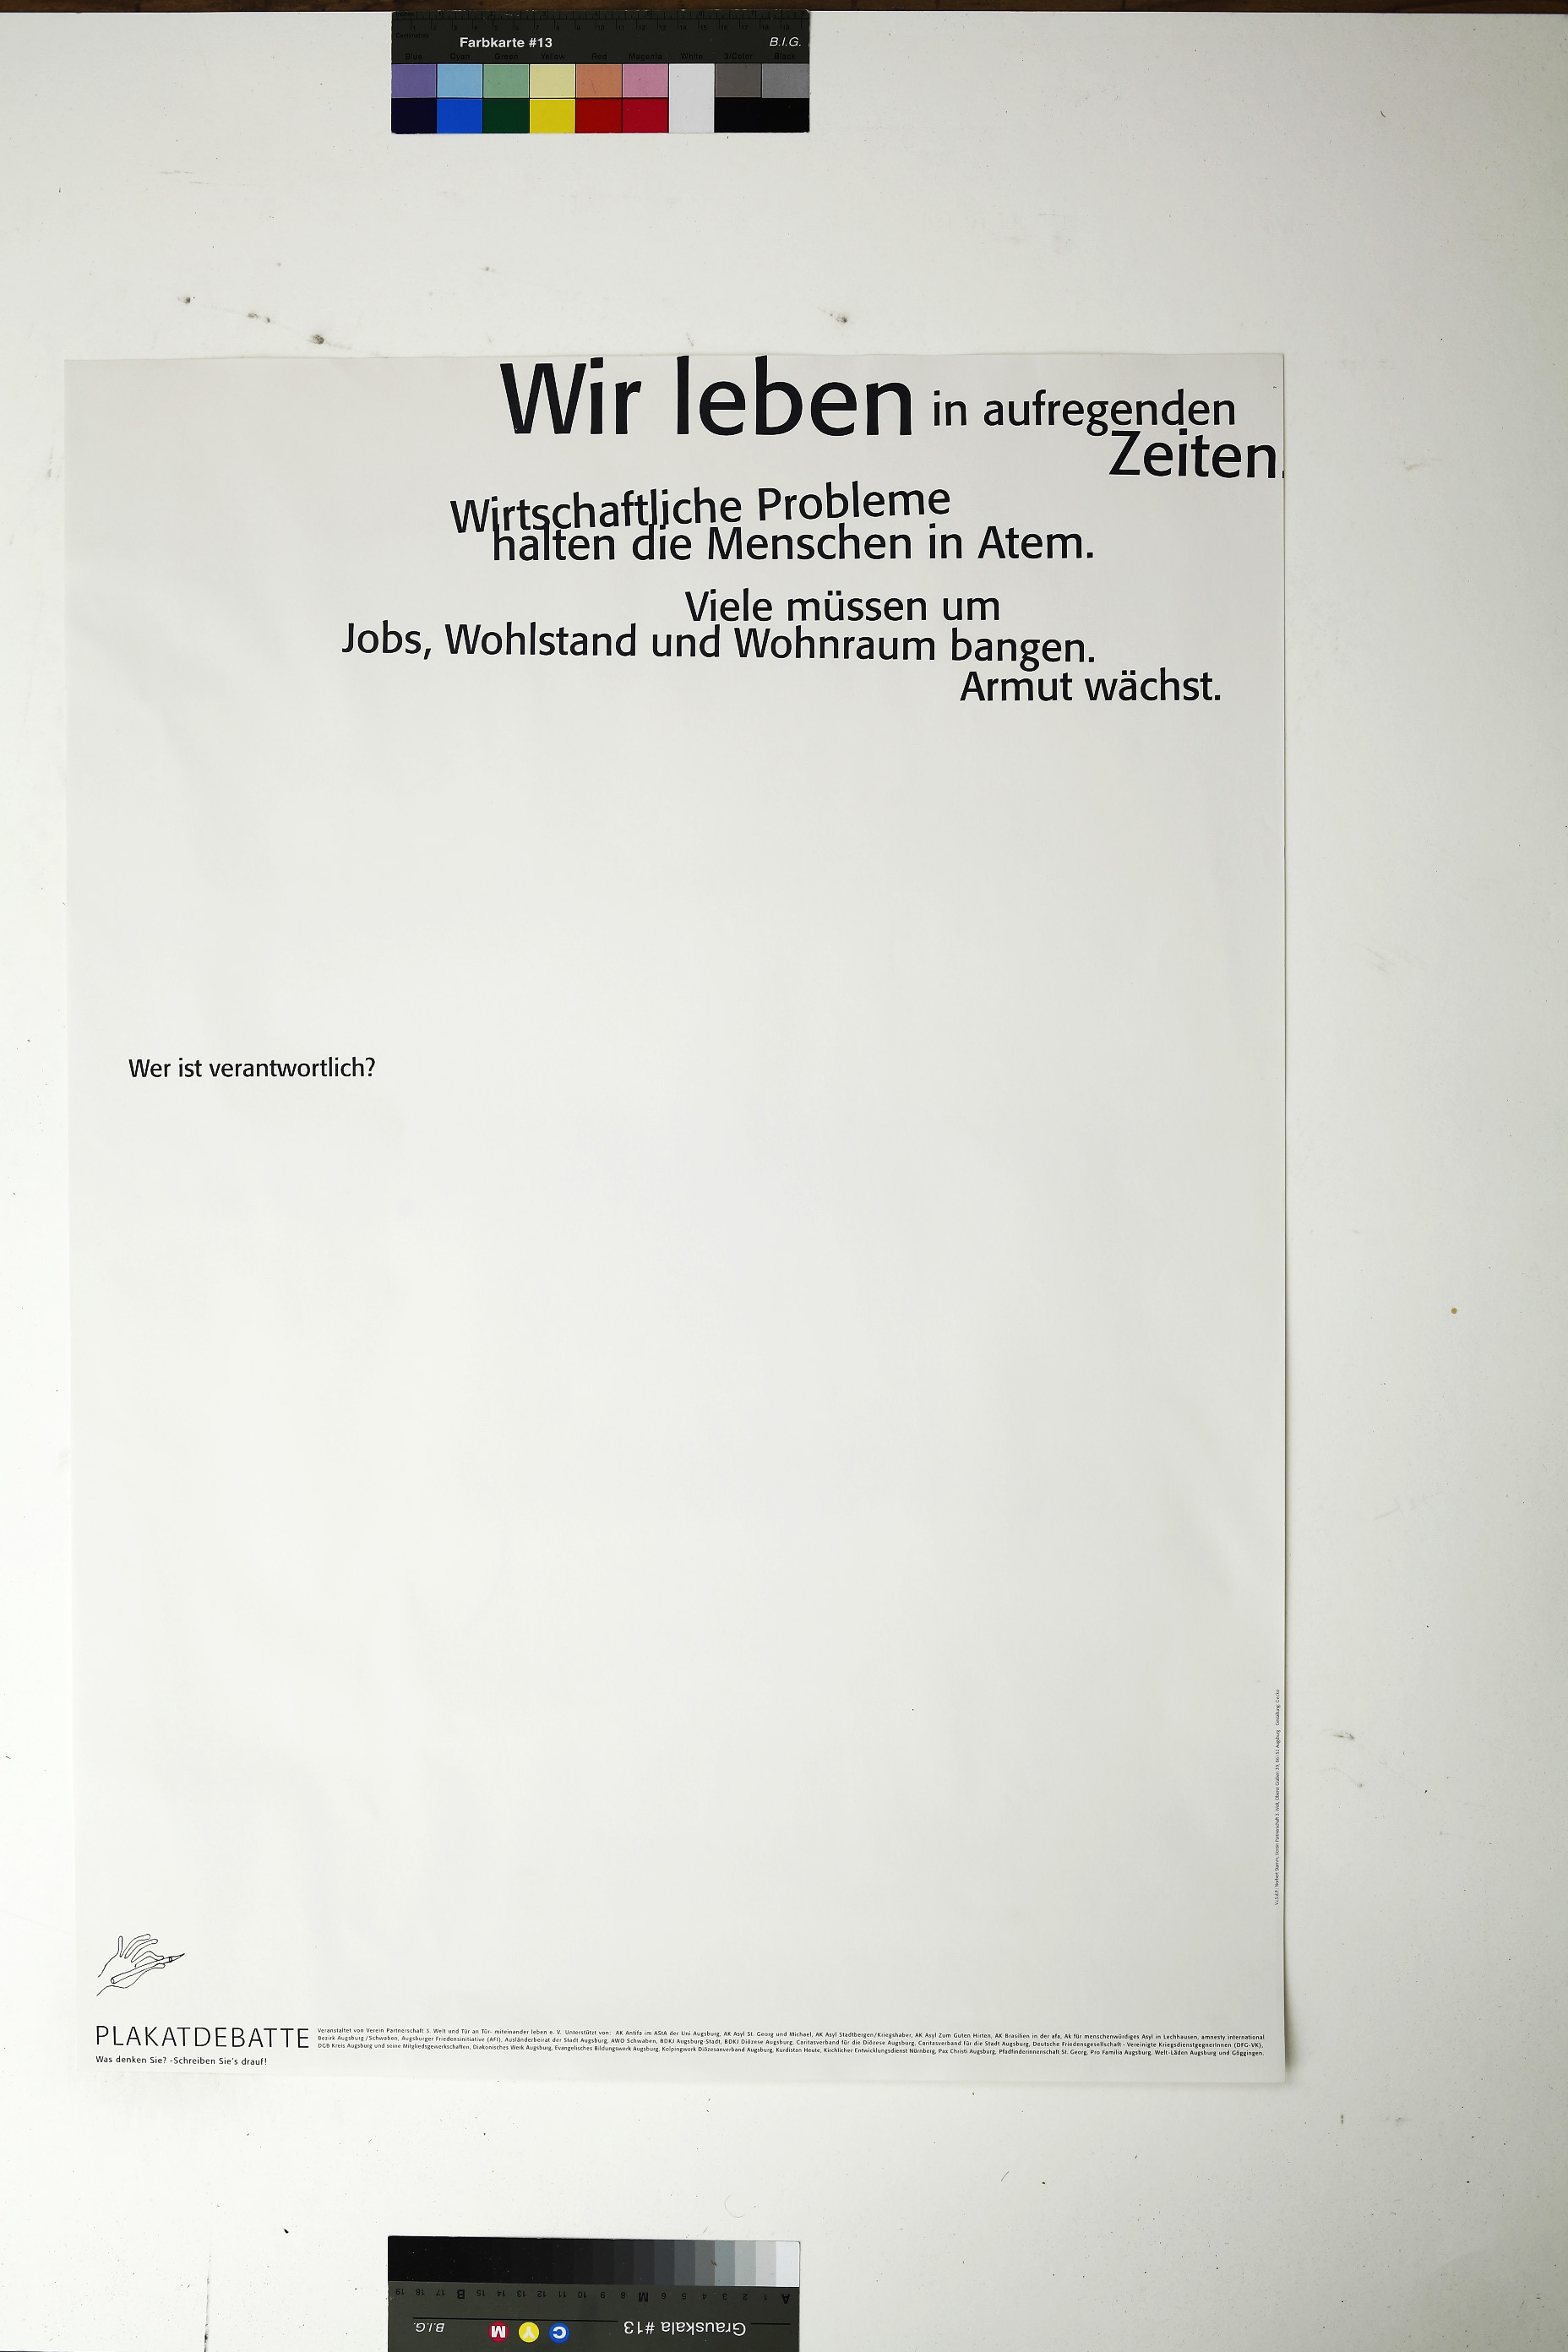 Farbkarte #13
B.I.G.
Blue Cyan Green Yellow Red Magenta White 3/Color Black
Wir leben in aufregenden
Zeiten.
Wirtschaftliche Probleme
halten die Menschen in Atem.
Viele müssen um
Jobs, Wohlstand und Wohnraum bangen.
Armut wächst.
Wer ist verantwortlich?
PLAKATDEBATTE
Was denken Sie? -Schreiben Sie's drauf!
Veranstaltet von Verein Partnerschaft 3. Welt und Tür an Tür- miteinander leben e. V. Unterstützt von: AK Antifa im AStA der Uni Augsburg, AK Asyl St. Georg und Michael, AK Asyl Stadtbergen/Kriegshaber, AK Asyl Zum Guten Hirten, AK Brasilien in der afa, Ak für menschenwürdiges Asyl in Lechhausen, amnesty international
Bezirk Augsburg /Schwaben, Augsburger Friedensinitiative (AFI), Ausländerbeirat der Stadt Augsburg, AWO Schwaben, BDKJ Augsburg-Stadt, BDKJ Diözese Augsburg, Caritasverband für die Diözese Augsburg, Caritasverband für die Stadt Augsburg, Deutsche Friedensgesellschaft - Vereinigte KriegsdienstgegnerInnen (DFG-VK),
DGB Kreis Augsburg und seine Mitgliedsgewerkschaften, Diakonisches Werk Augsburg, Evangelisches Bildungswerk Augsburg, Kolpingwerk Diözesanverband Augsburg, Kurdistan Heute, Kirchlicher Entwicklungsdienst Nürnberg, Pax Christi Augsburg, Pfadfinderinnenschaft St. Georg, Pro Familia Augsburg, Welt-Läden Augsburg und Göggingen.
A 1 2 3 4 5 6 M 8 9 10 11 12 13 14 15 B 17 18 19
Grauskala #13
C Y M
B.I.G.